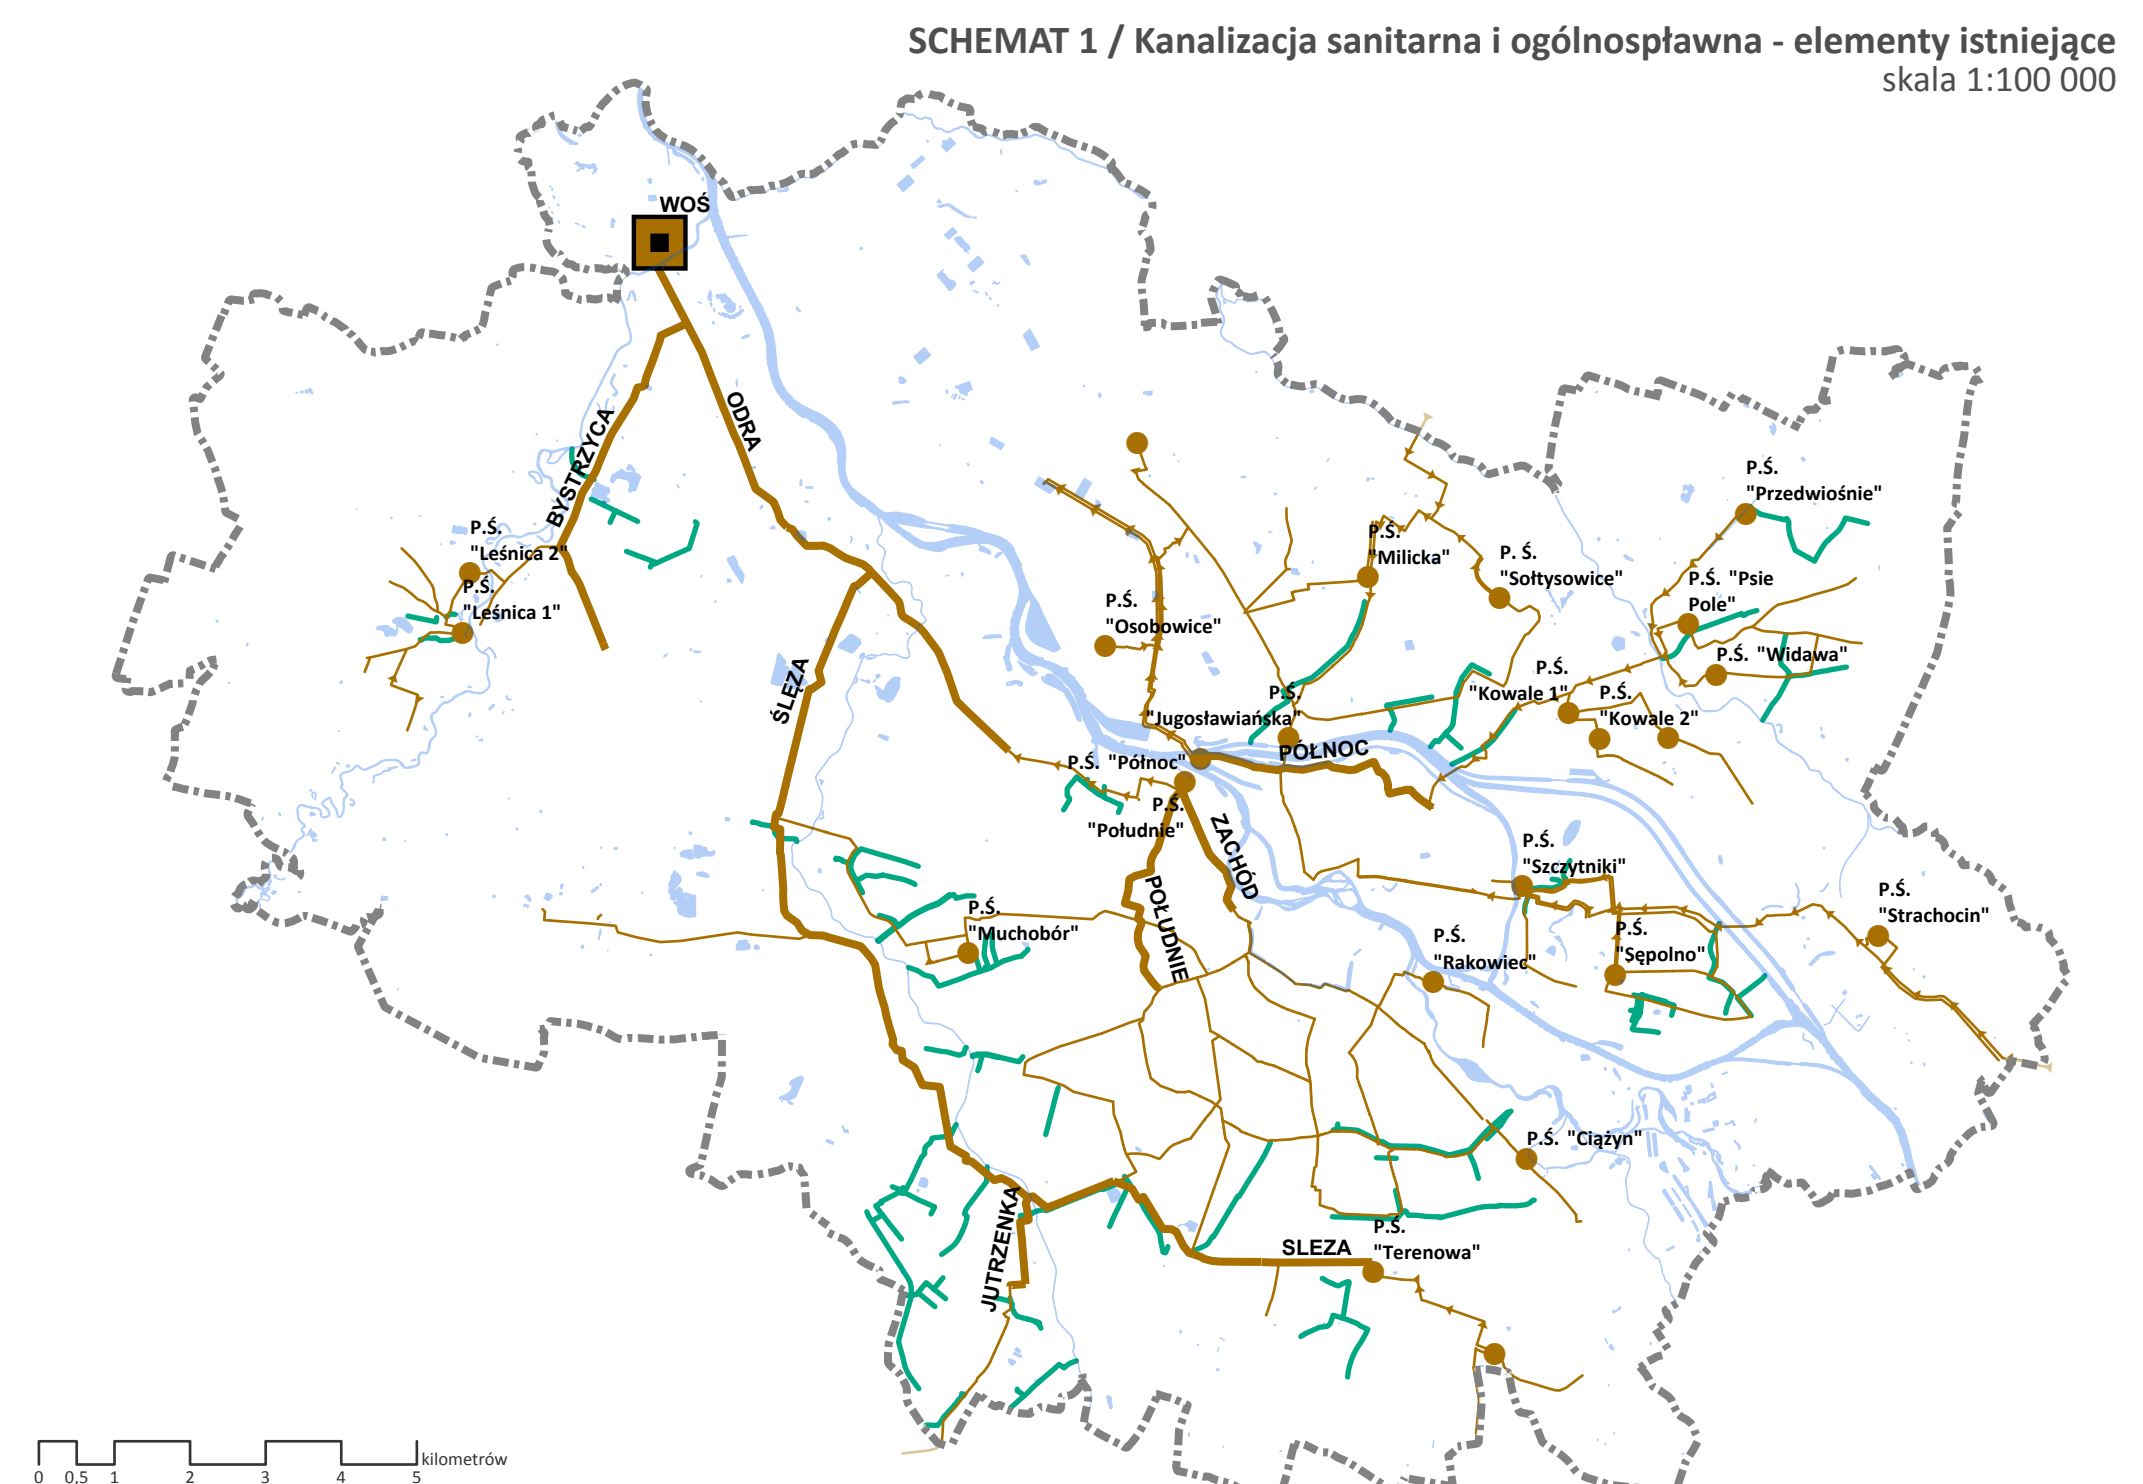 SCHEMAT 1 / Kanalizacja sanitarna i ogólnospławna - elementy istniejące
skala 1:100 000
WOŚ
ODRA
BYSTRZYCA
P.Ś.
"Leśnica 2"
P.Ś.
"Leśnica 1"
P.Ś.
"Przedwiośnie"
P.Ś.
"Milicka"
P. Ś.
"Sołtysowice"
P.Ś. "Psie
Pole"
P.Ś.
"Osobowice"
P.Ś. "Widawa"
ŚLĘZA
P.Ś.
"Kowale 1"
P.Ś.
"Kowale 2"
P.Ś.
"Jugosławiańska"
PÓŁNOC
P.Ś. "Północ"
P.Ś.
"Południe"
ZACHÓD
P.Ś.
"Szczytniki"
POŁUDNIE
P.Ś.
"Strachocin"
P.Ś.
"Muchobór"
P.Ś.
"Rakowiec"
P.Ś.
"Sępolno"
P.Ś. "Ciążyn"
JUTRZENKA
P.Ś.
"Terenowa"
SLEZA
kilometrów
0 0,5 1 2 3 4 5